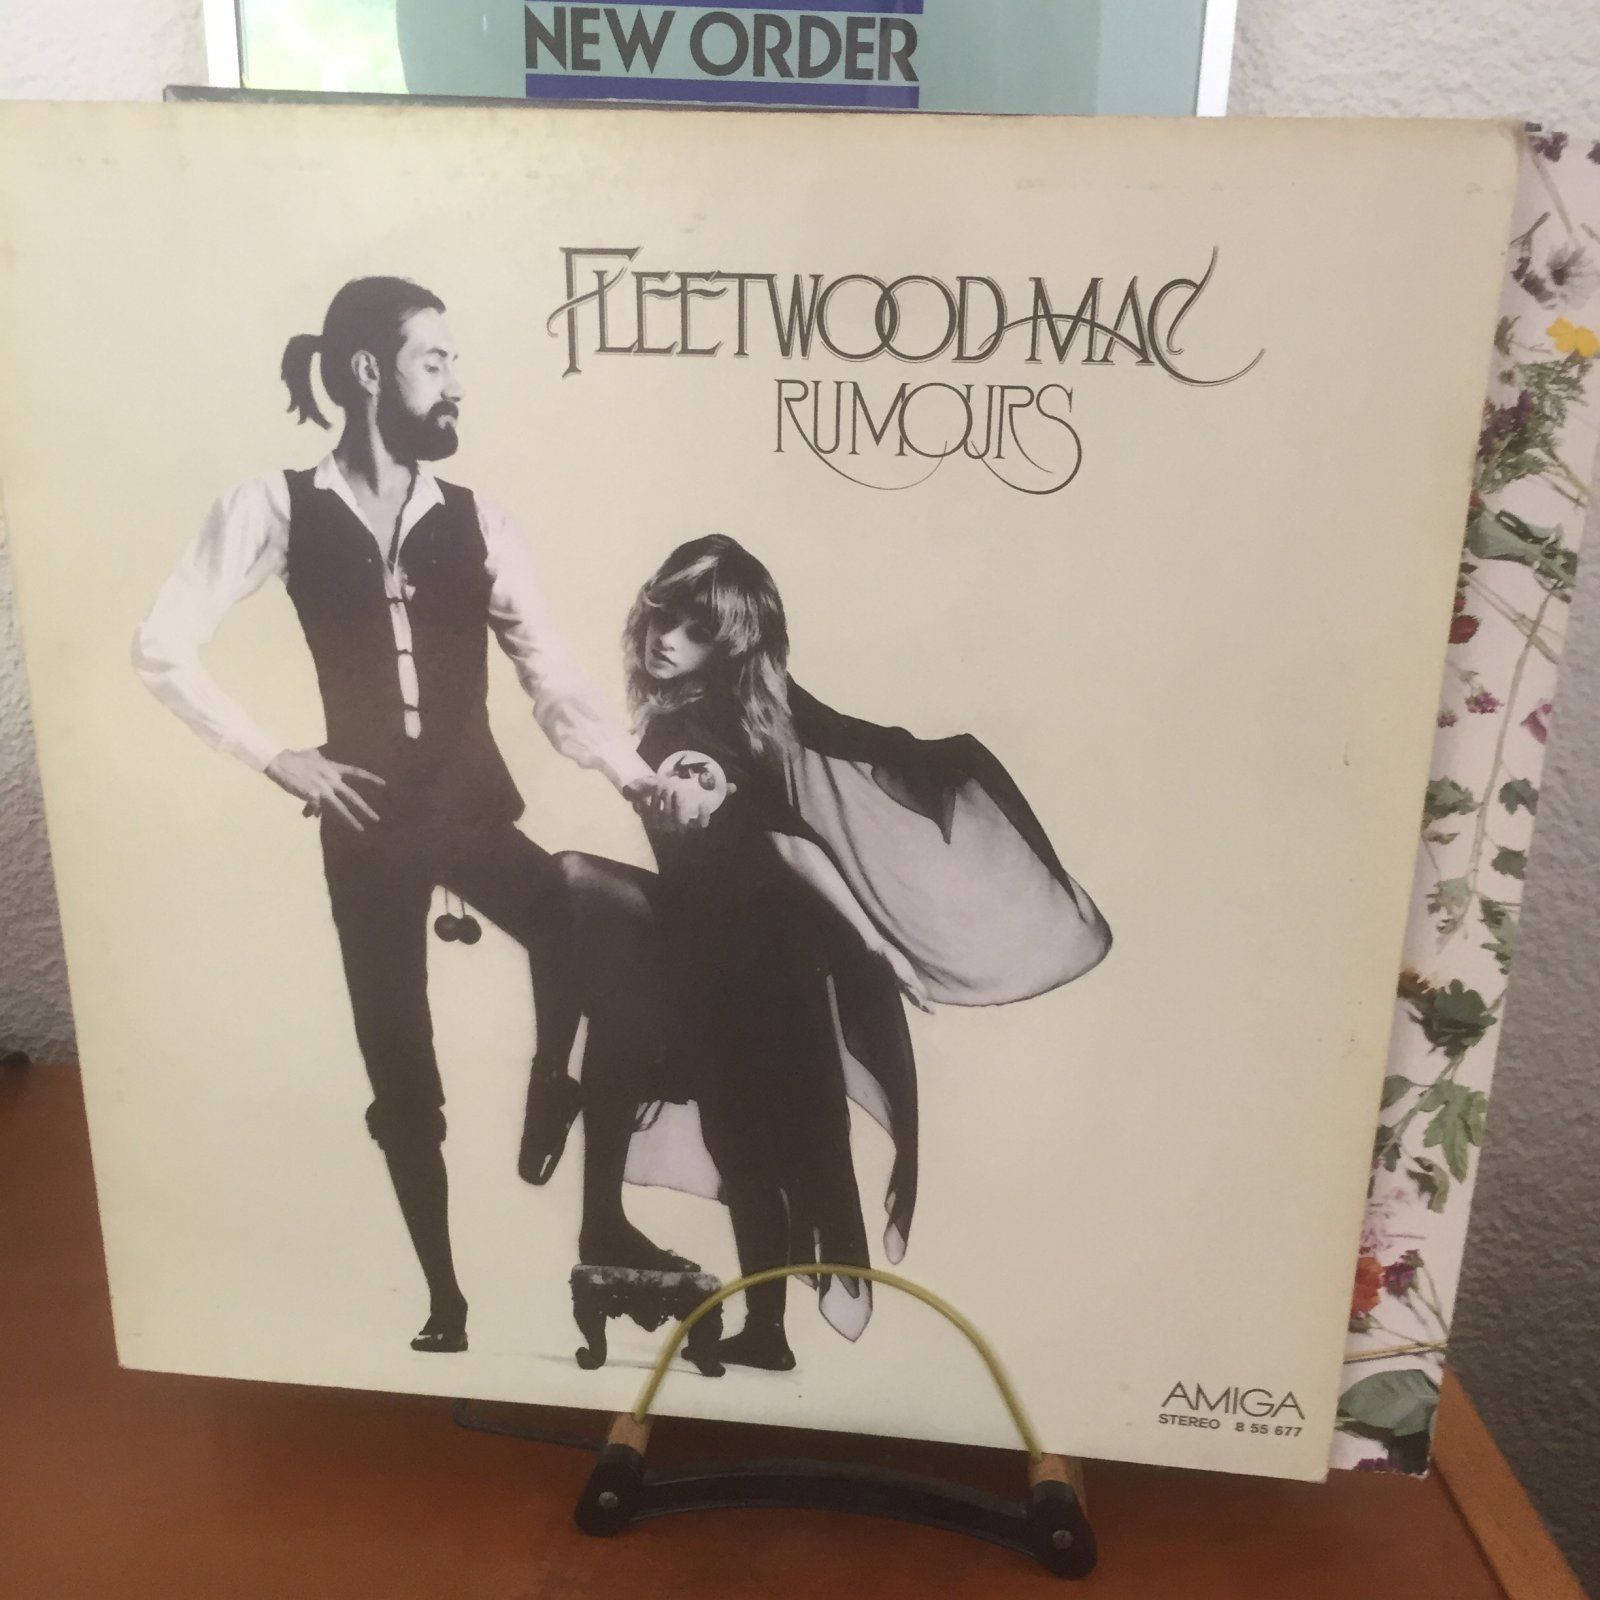 NEW ORDER
FLEETWOOD MAC
RUMOURS
AMIGA
STEREO 8 55 677